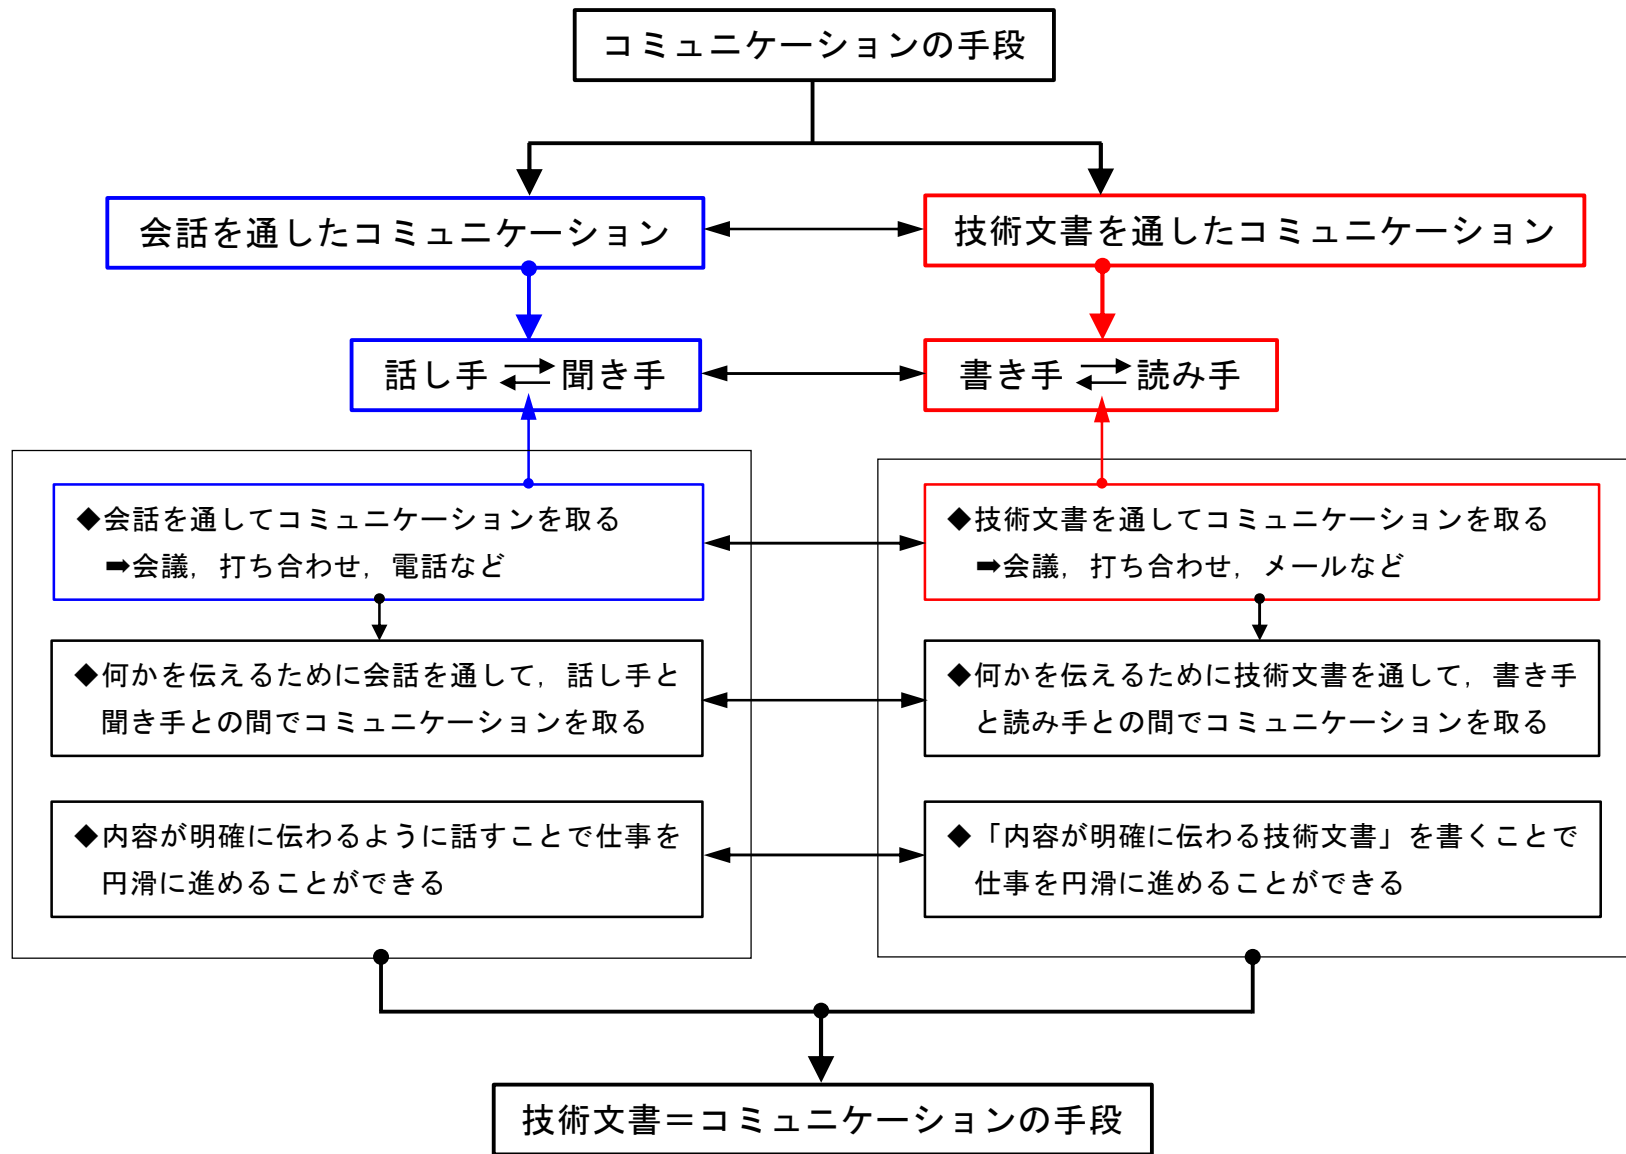 コミュニケーションの手段
会話を通したコミュニケーション
技術文書を通したコミュニケーション
話し手 聞き手
書き手 読み手
◆会話を通してコミュニケーションを取る
➡会議，打ち合わせ，電話など
◆技術文書を通してコミュニケーションを取る
➡会議，打ち合わせ，メールなど
◆何かを伝えるために会話を通して，話し手と
聞き手との間でコミュニケーションを取る
◆何かを伝えるために技術文書を通して，書き手
と読み手との間でコミュニケーションを取る
◆内容が明確に伝わるように話すことで仕事を
円滑に進めることができる
◆「内容が明確に伝わる技術文書」を書くことで
仕事を円滑に進めることができる
技術文書＝コミュニケーションの手段